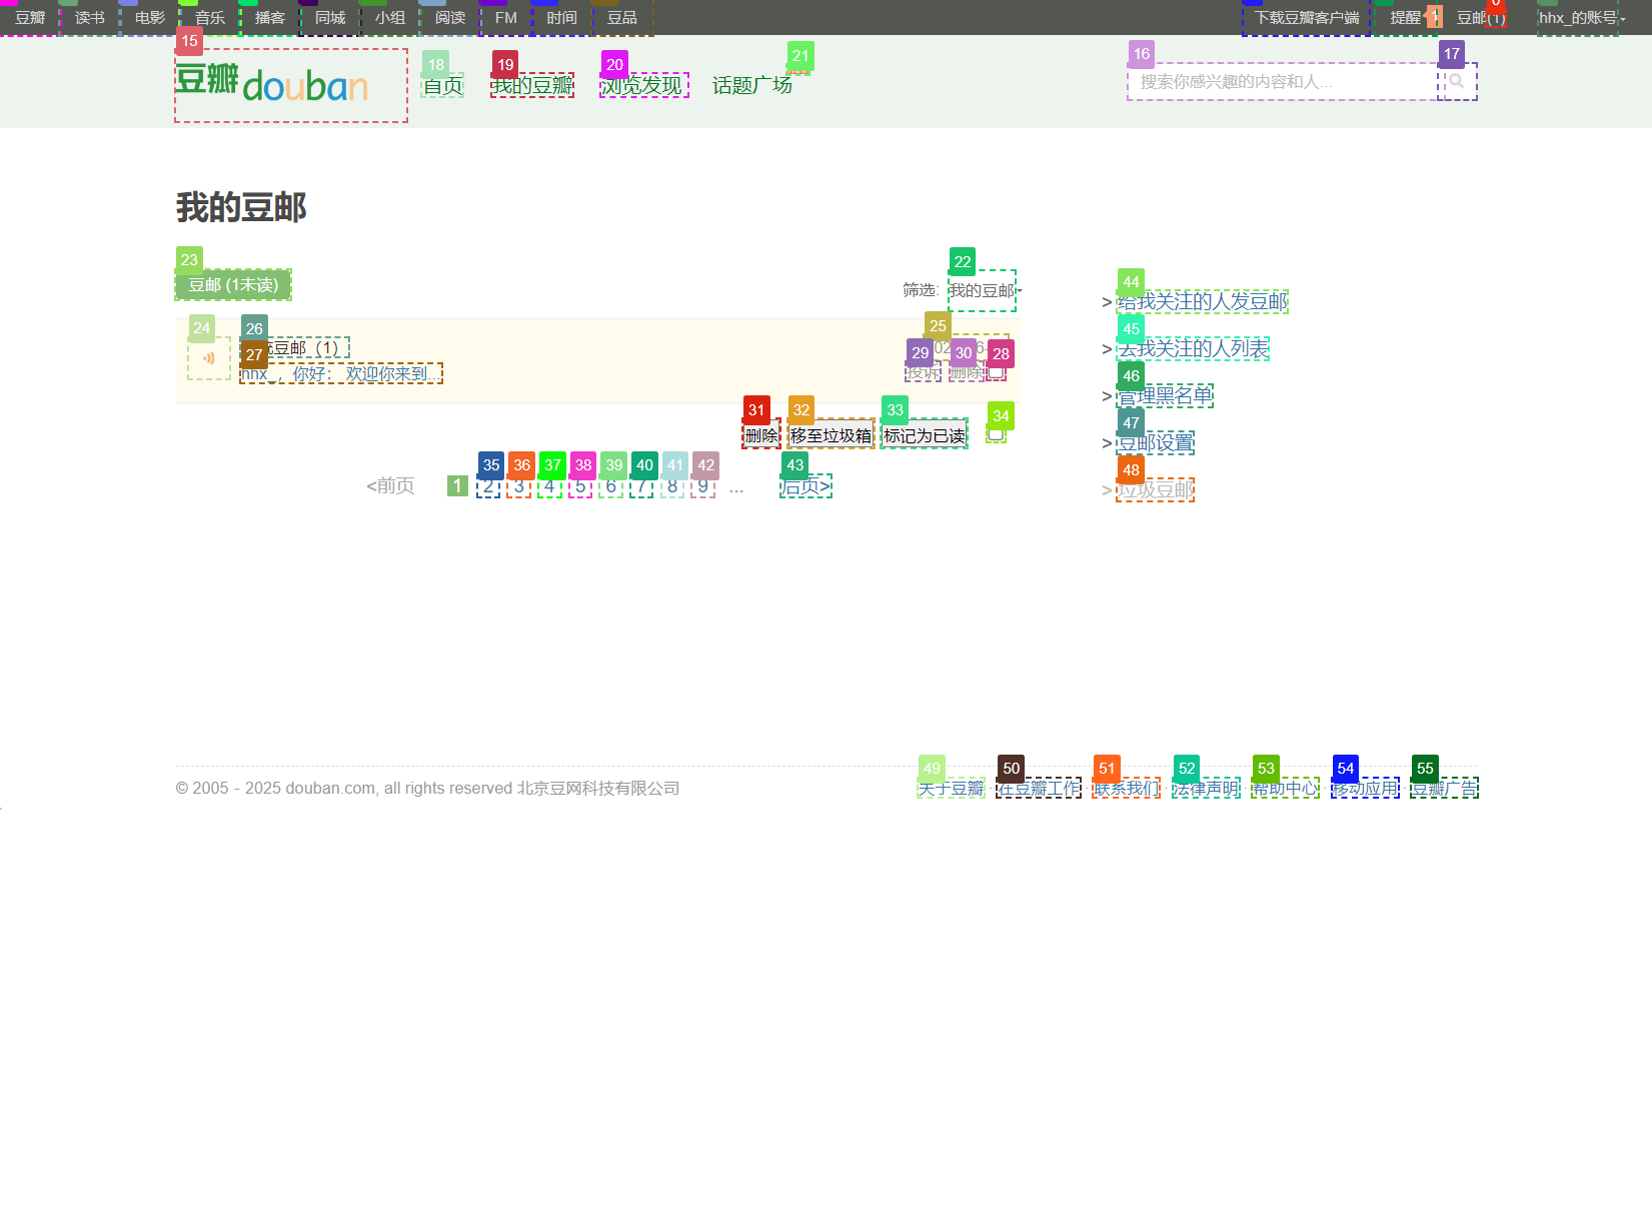 豆瓣 读书 电影 音乐 播客 同城 小组 阅读 FM 时间 豆品 下载豆瓣客户端 提醒 豆邮(1) hhx_的账号
15 18 19 20 21 16 17
豆瓣douban 首页 我的豆瓣 浏览发现 话题广场 搜索你感兴趣的内容和人...
我的豆邮
23 22
豆邮 (1未读) 筛选: 我的豆邮
24 26 25
豆邮（1）
27 29 30 28
hhx_，你好： 欢迎你来到... 投诉 删除
31 32 33 34
删除 移至垃圾箱 标记为已读
35 36 37 38 39 40 41 42 43
<前页 1 2 3 4 5 6 7 8 9 ... 后页>
44
> 给我关注的人发豆邮
45
> 去我关注的人列表
46
> 管理黑名单
47
> 豆邮设置
48
> 垃圾豆邮
49 50 51 52 53 54 55
© 2005 - 2025 douban.com, all rights reserved 北京豆网科技有限公司 关于豆瓣 · 在豆瓣工作 · 联系我们 · 法律声明 · 帮助中心 · 移动应用 · 豆瓣广告